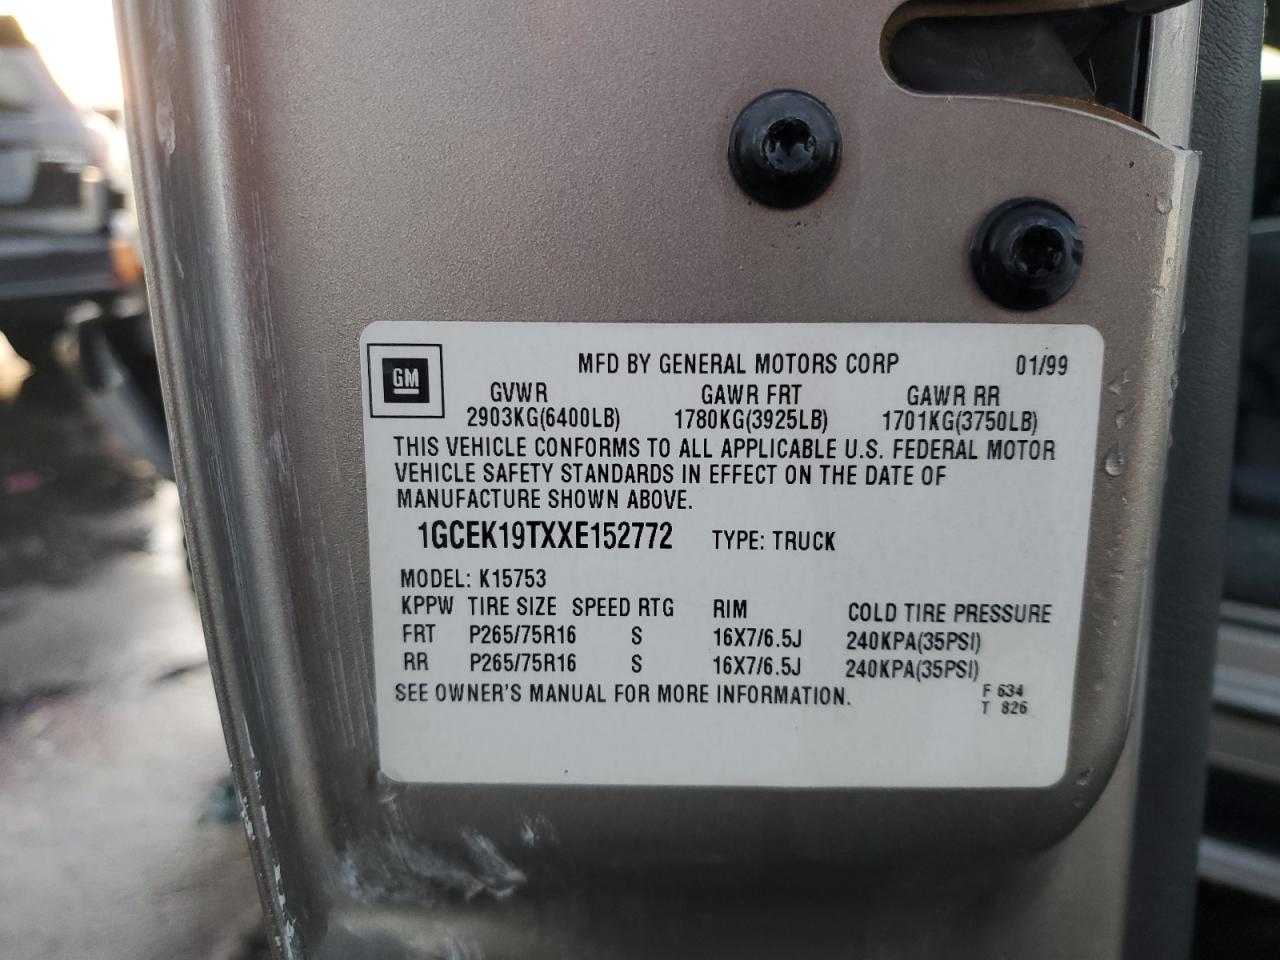 GM
MFD BY GENERAL MOTORS CORP 01/99
GVWR GAWR FRT GAWR RR
2903KG(6400LB) 1780KG(3925LB) 1701KG(3750LB)
THIS VEHICLE CONFORMS TO ALL APPLICABLE U.S. FEDERAL MOTOR
VEHICLE SAFETY STANDARDS IN EFFECT ON THE DATE OF
MANUFACTURE SHOWN ABOVE.
1GCEK19TXXE152772 TYPE: TRUCK
MODEL: K15753
KPPW TIRE SIZE SPEED RTG RIM COLD TIRE PRESSURE
FRT P265/75R16 S 16X7/6.5J 240KPA(35PSI)
RR P265/75R16 S 16X7/6.5J 240KPA(35PSI)
SEE OWNER'S MANUAL FOR MORE INFORMATION.
F 634
T 826